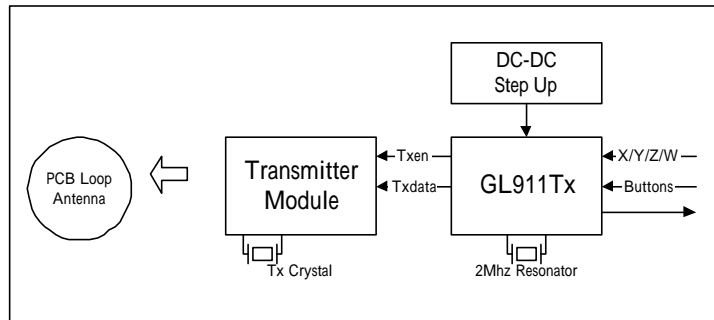 DC-DC
Step Up
PCB Loop
Antenna
Transmitter
Module
Txen
Txdata
GL911Tx
X/Y/Z/W
Buttons
Tx Crystal
2Mhz Resonator